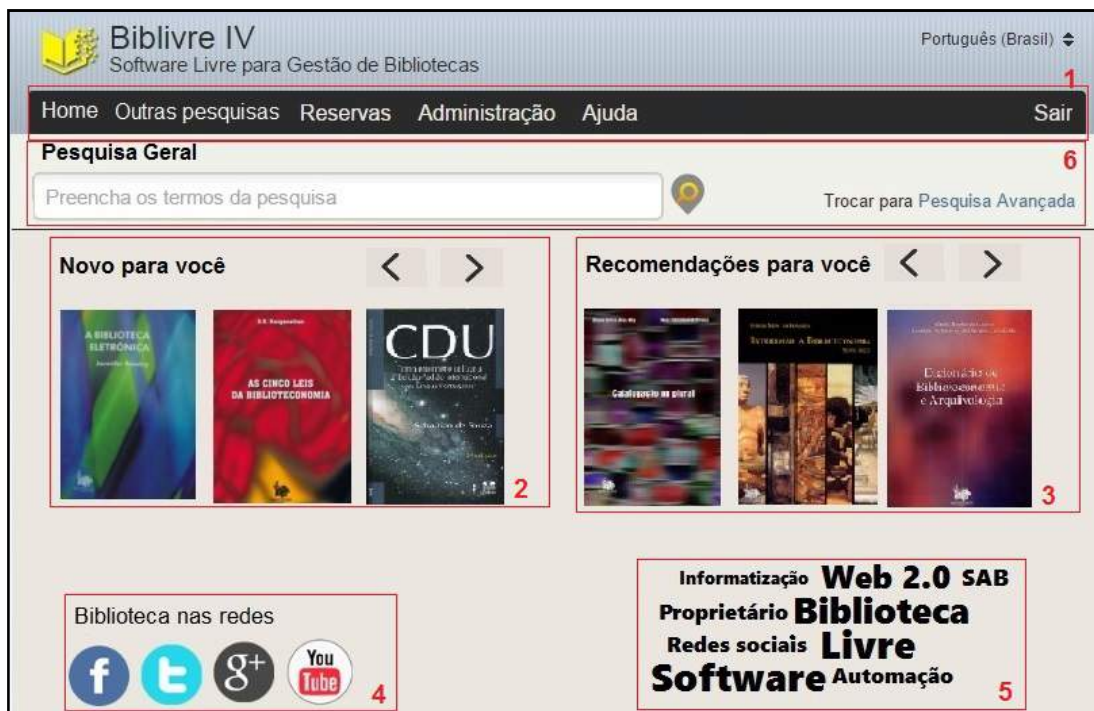 Biblivre IV
Software Livre para Gestão de Bibliotecas
Português (Brasil)
1
Home Outras pesquisas Reservas Administração Ajuda Sair
Pesquisa Geral
6
Preencha os termos da pesquisa
Trocar para Pesquisa Avançada
Novo para você
A BIBLIOTECA
ELETRÔNICA
AS CINCO LEIS
DA BIBLIOTECONOMIA
CDU
2
Recomendações para você
Catalogação no plural
Dicionário de
Biblioteconomia
e Arquivologia
3
Biblioteca nas redes
f t g+ You
Tube
4
Informatização Web 2.0 SAB
Proprietário Biblioteca
Redes sociais Livre
Software Automação
5